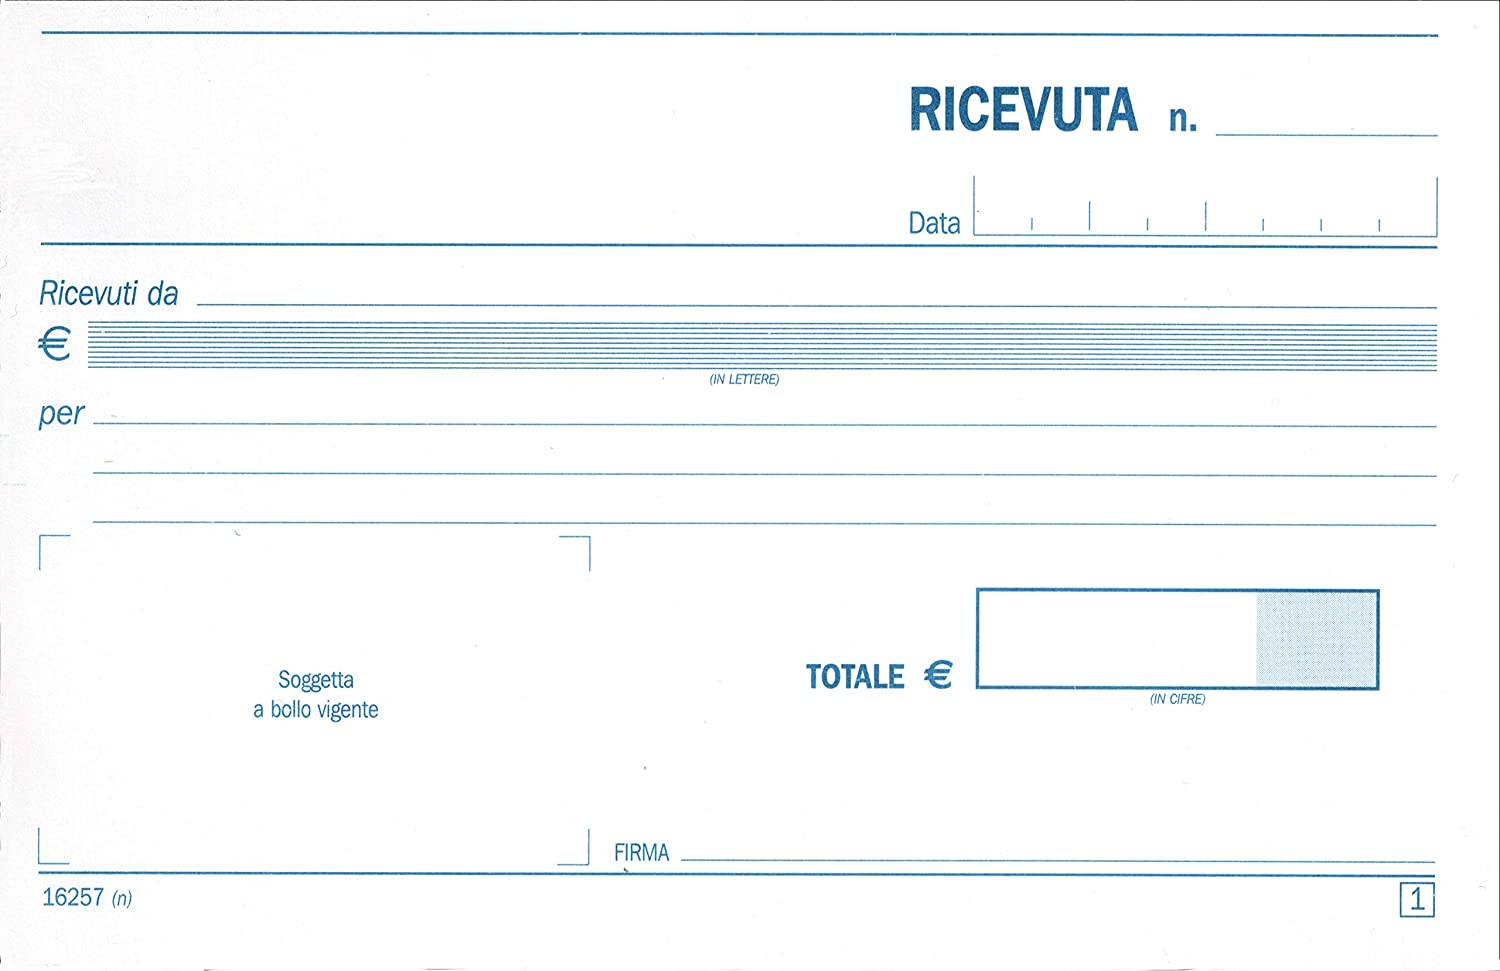 RICEVUTA n.
Data
Ricevuti da
€
(IN LETTERE)
per
Soggetta
a bollo vigente
TOTALE €
(IN CIFRE)
FIRMA
16257 (n)
1